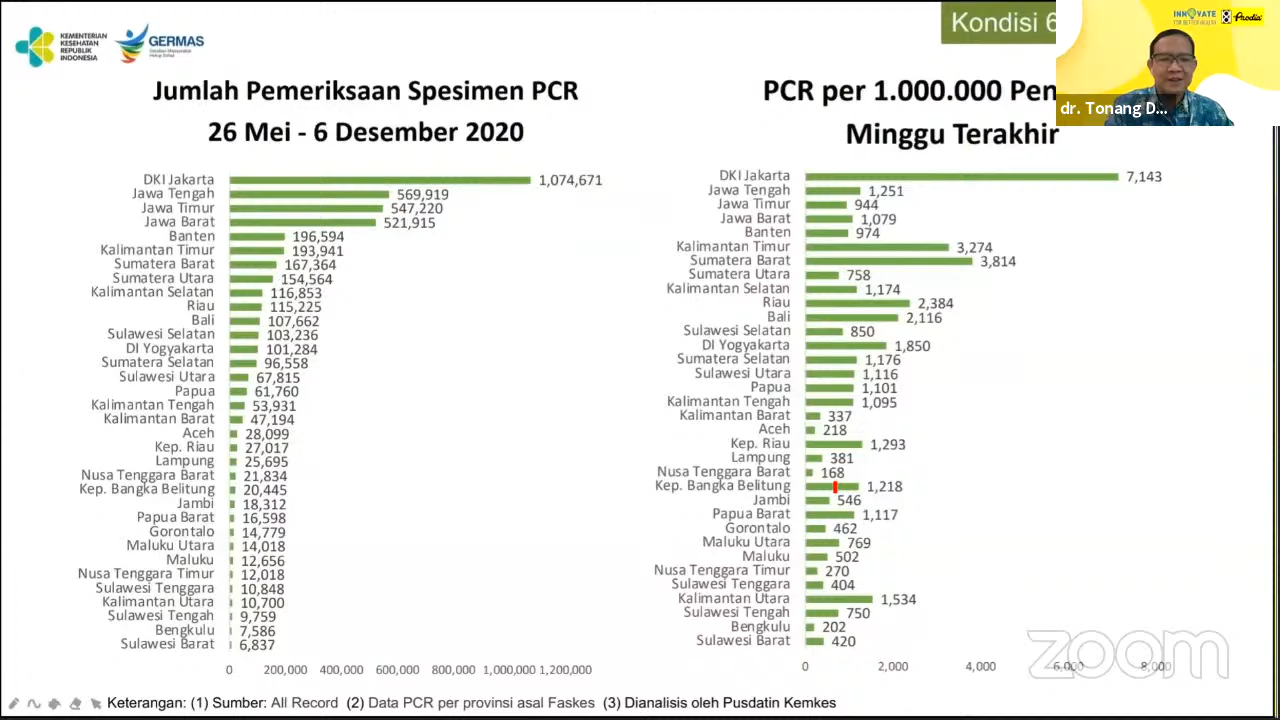 KEMENTERIAN
KESEHATAN
REPUBLIK
INDONESIA
GERMAS
Kondisi 6
INNOVATE
Prodia
dr. Tonang D...
Jumlah Pemeriksaan Spesimen PCR
26 Mei - 6 Desember 2020
DKI Jakarta 1,074,671
Jawa Tengah 569,919
Jawa Timur 547,220
Jawa Barat 521,915
Banten 196,594
Kalimantan Timur 193,941
Sumatera Barat 167,364
Sumatera Utara 154,564
Kalimantan Selatan 116,853
Riau 115,225
Bali 107,662
Sulawesi Selatan 103,236
DI Yogyakarta 101,284
Sumatera Selatan 96,558
Sulawesi Utara 67,815
Papua 61,760
Kalimantan Tengah 53,931
Kalimantan Barat 47,194
Aceh 28,099
Kep. Riau 27,017
Lampung 25,695
Nusa Tenggara Barat 21,834
Kep. Bangka Belitung 20,445
Jambi 18,312
Papua Barat 16,598
Gorontalo 14,779
Maluku Utara 14,018
Maluku 12,656
Nusa Tenggara Timur 12,018
Sulawesi Tenggara 10,848
Kalimantan Utara 10,700
Sulawesi Tengah 9,759
Bengkulu 7,586
Sulawesi Barat 6,837
0 200,000 400,000 600,000 800,000 1,000,000 1,200,000
PCR per 1.000.000 Pen
Minggu Terakhir
DKI Jakarta 7,143
Jawa Tengah 1,251
Jawa Timur 944
Jawa Barat 1,079
Banten 974
Kalimantan Timur 3,274
Sumatera Barat 3,814
Sumatera Utara 758
Kalimantan Selatan 1,174
Riau 2,384
Bali 2,116
Sulawesi Selatan 850
DI Yogyakarta 1,850
Sumatera Selatan 1,176
Sulawesi Utara 1,116
Papua 1,101
Kalimantan Tengah 1,095
Kalimantan Barat 337
Aceh 218
Kep. Riau 1,293
Lampung 381
Nusa Tenggara Barat 168
Kep. Bangka Belitung 1,218
Jambi 546
Papua Barat 1,117
Gorontalo 462
Maluku Utara 769
Maluku 502
Nusa Tenggara Timur 270
Sulawesi Tenggara 404
Kalimantan Utara 1,534
Sulawesi Tengah 750
Bengkulu 202
Sulawesi Barat 420
0 2,000 4,000 6,000 8,000
zoom
Keterangan: (1) Sumber: All Record (2) Data PCR per provinsi asal Faskes (3) Dianalisis oleh Pusdatin Kemkes